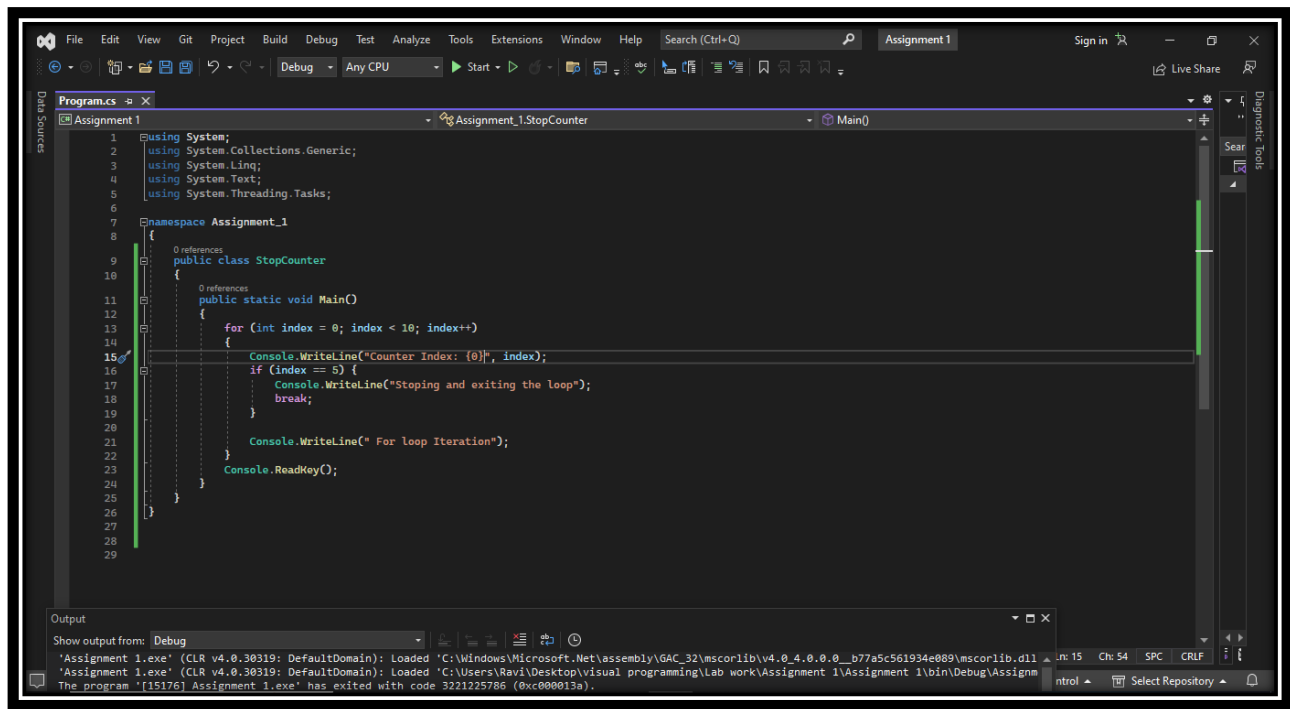 File Edit View Git Project Build Debug Test Analyze Tools Extensions Window Help Search (Ctrl+Q) Assignment 1 Sign in
Debug Any CPU Start Live Share
Data Sources
Program.cs
Diagnostic Tools
Assignment 1 Assignment_1.StopCounter Main()
1 using System;
2 using System.Collections.Generic;
Sear
3 using System.Linq;
4 using System.Text;
5 using System.Threading.Tasks;
6
7 namespace Assignment_1
8 {
0 references
9 public class StopCounter
10 {
0 references
11 public static void Main()
12 {
13 for (int index = 0; index < 10; index++)
14 {
15 Console.WriteLine("Counter Index: {0}", index);
16 if (index == 5) {
17 Console.WriteLine("Stoping and exiting the loop");
18 break;
19 }
20
21 Console.WriteLine(" For loop Iteration");
22 }
23 Console.ReadKey();
24 }
25 }
26 }
27
28
29
Output
Show output from: Debug
'Assignment 1.exe' (CLR v4.0.30319: DefaultDomain): Loaded 'C:\Windows\Microsoft.Net\assembly\GAC_32\mscorlib\v4.0_4.0.0.0__b77a5c561934e089\mscorlib.dll
Ln: 15 Ch: 54 SPC CRLF
'Assignment 1.exe' (CLR v4.0.30319: DefaultDomain): Loaded 'C:\Users\Ravi\Desktop\visual programming\Lab work\Assignment 1\Assignment 1\bin\Debug\Assignm
The program '[15176] Assignment 1.exe' has exited with code 3221225786 (0xc000013a).
ntrol Select Repository